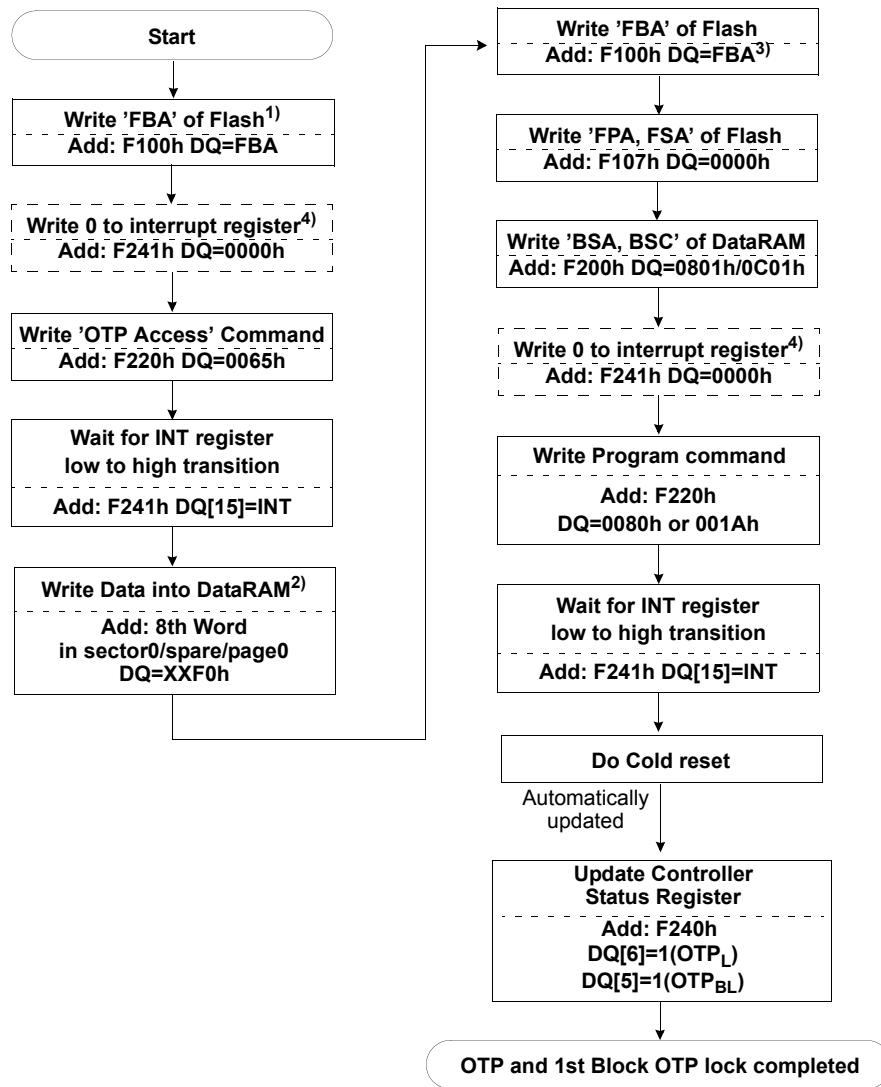 Start
Write ’FBA’ of Flash1)
Add: F100h DQ=FBA
Write 0 to interrupt register4)
Add: F241h DQ=0000h
Write ’OTP Access’ Command
Add: F220h DQ=0065h
Wait for INT register
low to high transition
Add: F241h DQ[15]=INT
Write Data into DataRAM2)
Add: 8th Word
in sector0/spare/page0
DQ=XXF0h
Write ’FBA’ of Flash
Add: F100h DQ=FBA3)
Write ’FPA, FSA’ of Flash
Add: F107h DQ=0000h
Write ’BSA, BSC’ of DataRAM
Add: F200h DQ=0801h/0C01h
Write 0 to interrupt register4)
Add: F241h DQ=0000h
Write Program command
Add: F220h
DQ=0080h or 001Ah
Wait for INT register
low to high transition
Add: F241h DQ[15]=INT
Do Cold reset
Automatically
updated
Update Controller
Status Register
Add: F240h
DQ[6]=1(OTPL)
DQ[5]=1(OTPBL)
OTP and 1st Block OTP lock completed